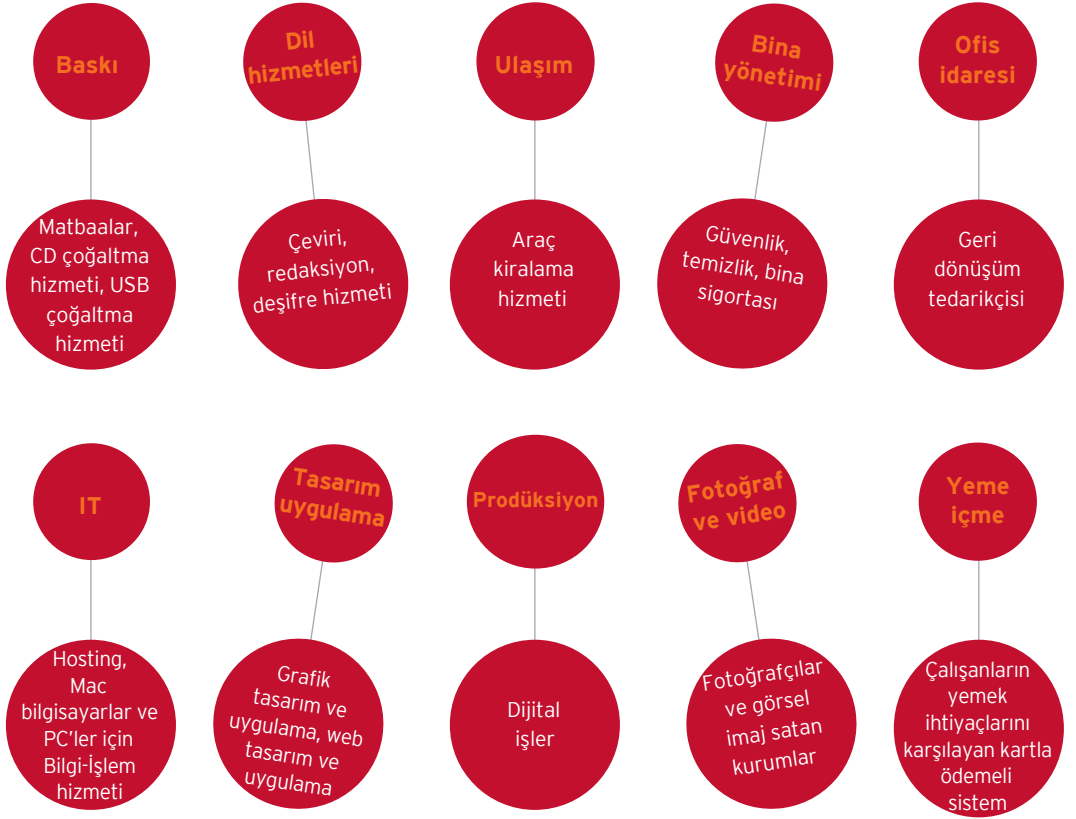 Baskı
Matbaalar,
CD çoğaltma
hizmeti, USB
çoğaltma
hizmeti
Dil
hizmetleri
Çeviri,
redaksiyon,
deşifre hizmeti
Ulaşım
Araç
kiralama
hizmeti
Bina
yönetimi
Güvenlik,
temizlik, bina
sigortası
Ofis
idaresi
Geri
dönüşüm
tedarikçisi
IT
Hosting,
Mac
bilgisayarlar ve
PC'ler için
Bilgi-İşlem
hizmeti
Tasarım
uygulama
Grafik
tasarım ve
uygulama, web
tasarım ve
uygulama
Prodüksiyon
Dijital
işler
Fotoğraf
ve video
Fotoğrafçılar
ve görsel
imaj satan
kurumlar
Yeme
içme
Çalışanların
yemek
ihtiyaçlarını
karşılayan kartla
ödemeli
sistem